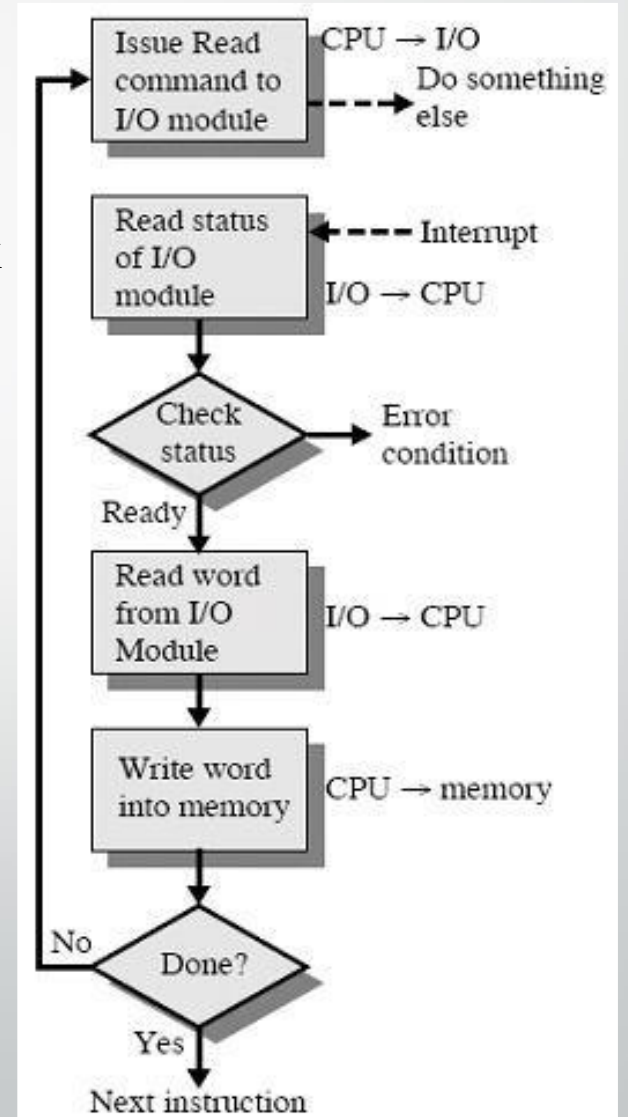 Issue Read
command to
I/O module
CPU → I/O
Do something
else
Read status
of I/O
module
Interrupt
I/O → CPU
Check
status
Error
condition
Ready
Read word
from I/O
Module
I/O → CPU
Write word
into memory
CPU → memory
No
Done?
Yes
Next instruction